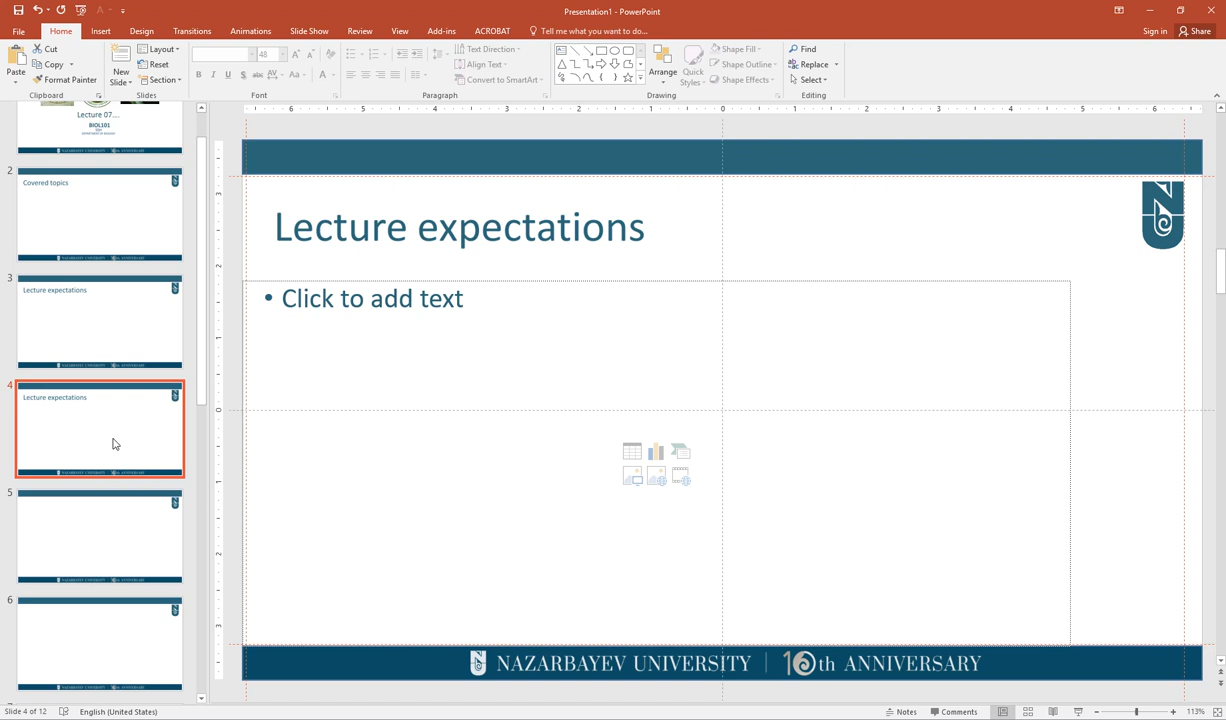 Presentation1 - PowerPoint
File Home Insert Design Transitions Animations Slide Show Review View Add-ins ACROBAT Tell me what you want to do... Sign in Share
Paste
Cut
Copy
Format Painter
Clipboard
New
Slide
Layout
Reset
Section
Slides
48
Font
Text Direction
Align Text
Convert to SmartArt
Paragraph
Arrange
Quick
Styles
Shape Fill
Shape Outline
Shape Effects
Drawing
Find
Replace
Select
Editing
Lecture 07....
BIOL101
2
Covered topics
3
Lecture expectations
4
Lecture expectations
5
6
Lecture expectations
• Click to add text
NAZARBAYEV UNIVERSITY | 10th ANNIVERSARY
Slide 4 of 12 English (United States) Notes Comments 113%